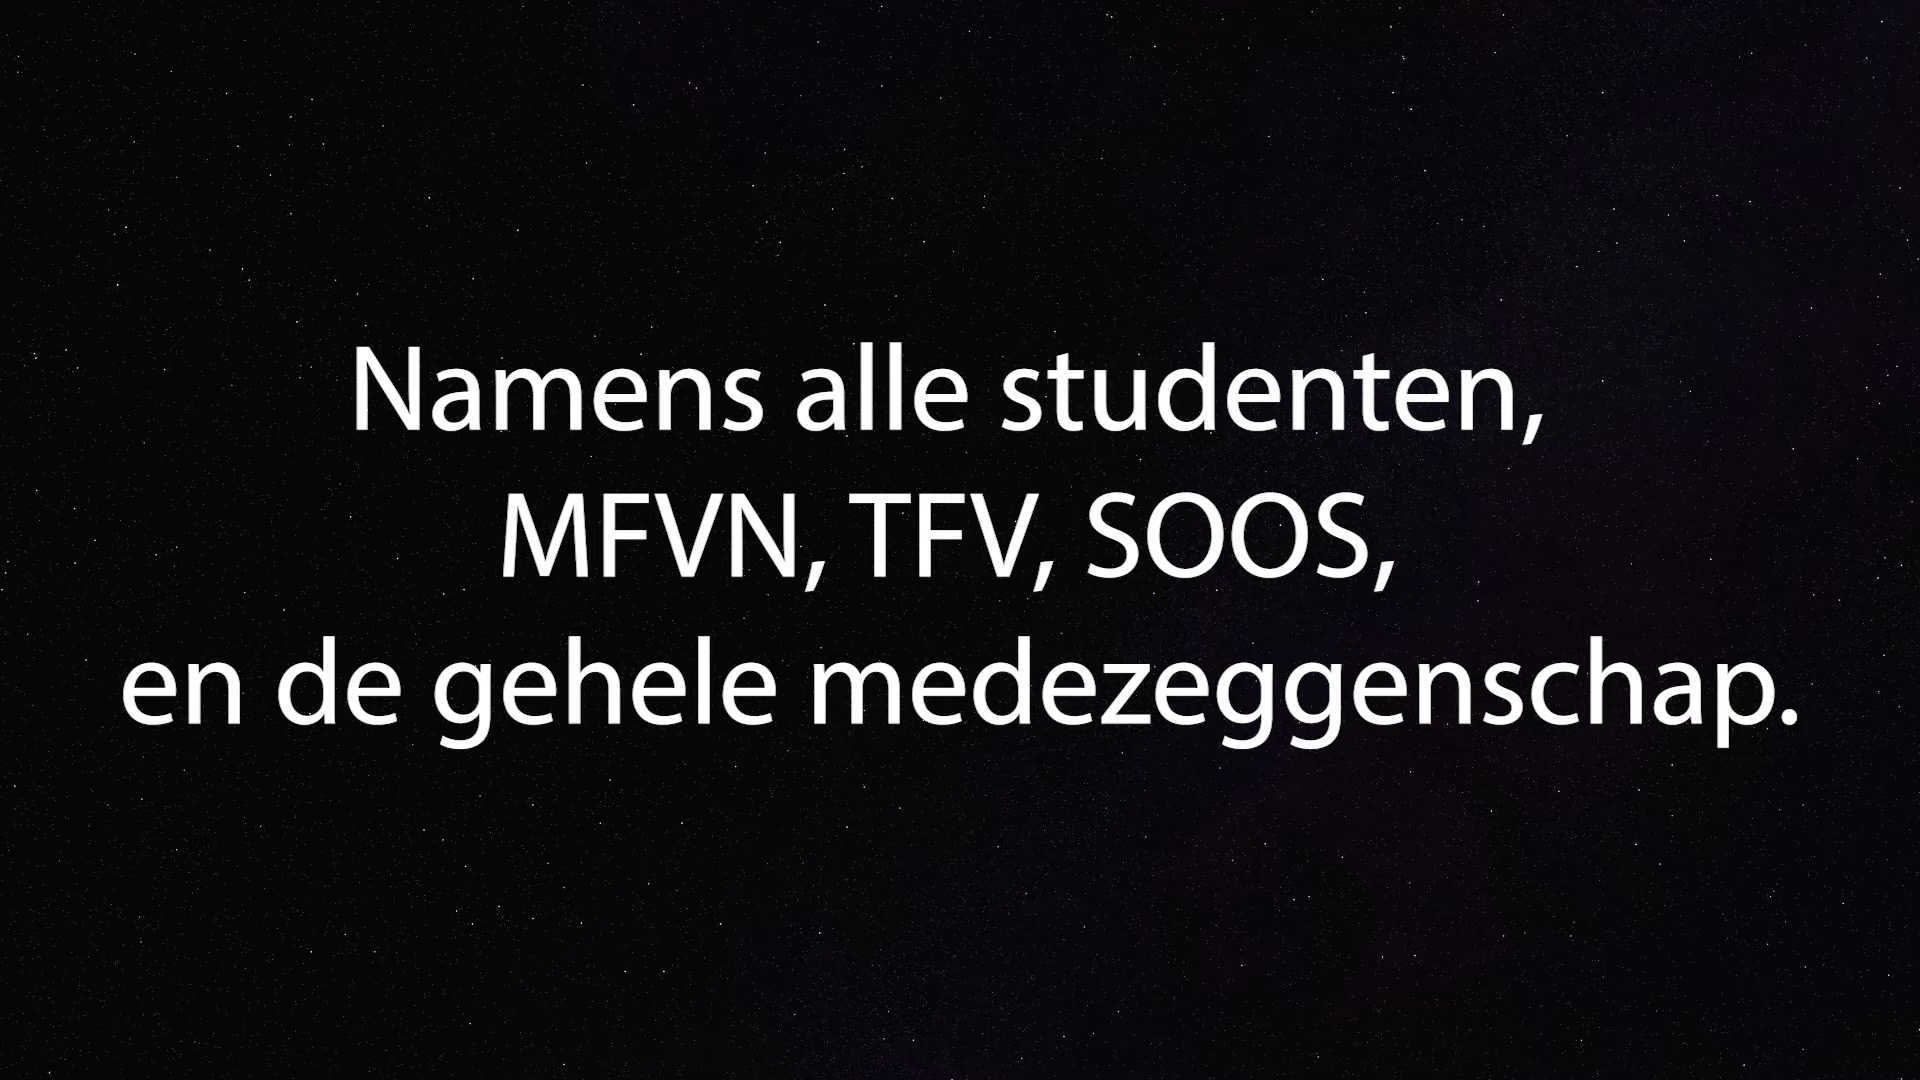 Namens alle studenten,
MFVN, TFV, SOOS,
en de gehele medezeggenschap.